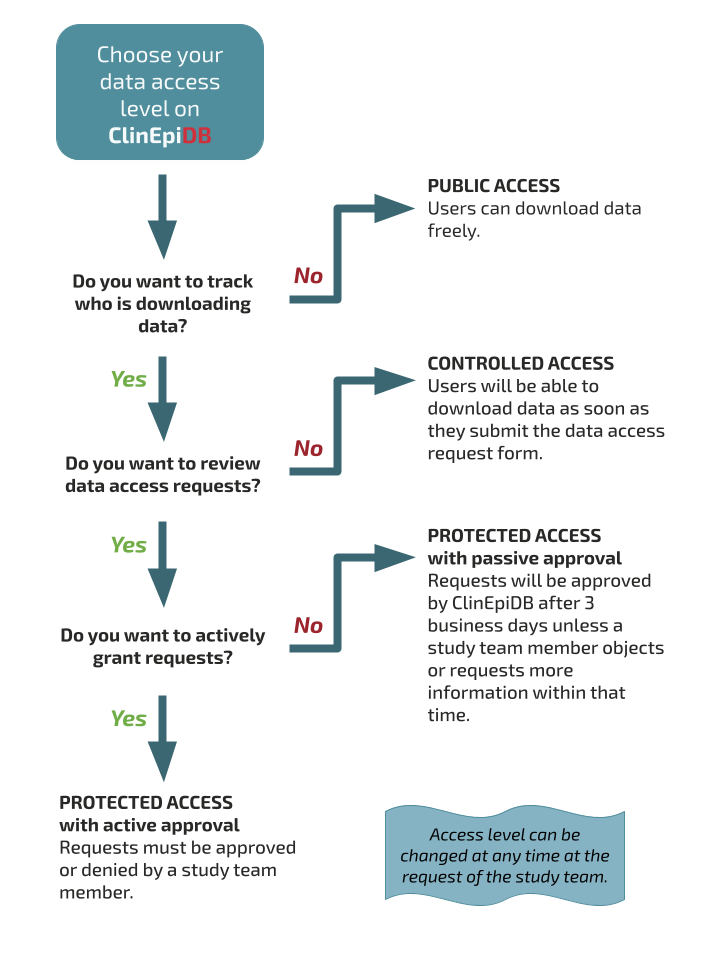 Choose your
data access
level on
ClinEpiDB
PUBLIC ACCESS
Users can download data
freely.
No
Do you want to track
who is downloading
data?
Yes
CONTROLLED ACCESS
Users will be able to
download data as soon as
they submit the data access
request form.
No
Do you want to review
data access requests?
Yes
PROTECTED ACCESS
with passive approval
Requests will be approved
by ClinEpiDB after 3
business days unless a
study team member objects
or requests more
information within that
time.
No
Do you want to actively
grant requests?
Yes
PROTECTED ACCESS
with active approval
Requests must be approved
or denied by a study team
member.
Access level can be
changed at any time at the
request of the study team.